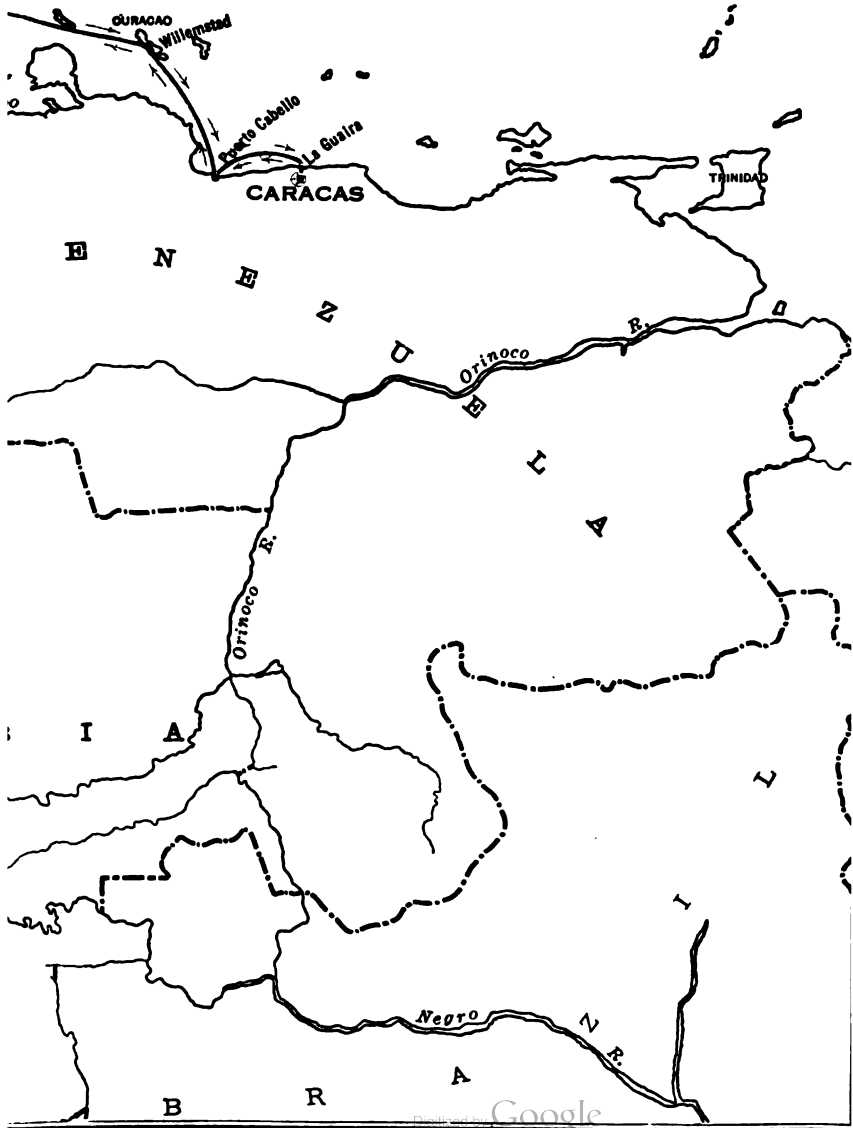 CURACAO
Willemstad
Puerto Cabello
La Guaira
CARACAS
TRINIDAD
E N E Z U E L A
Orinoco R.
Orinoco R.
I A
B R A Z I L
Negro R.
Digitized by Google